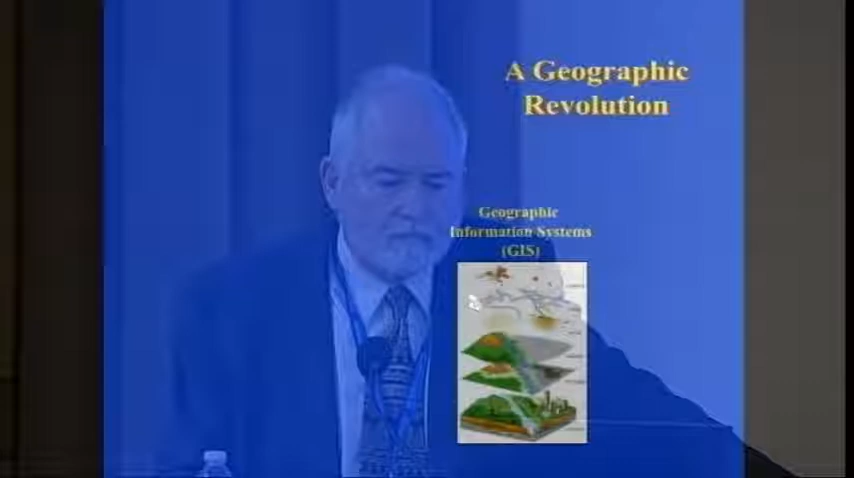 A Geographic
Revolution
Geographic
Information Systems
(GIS)